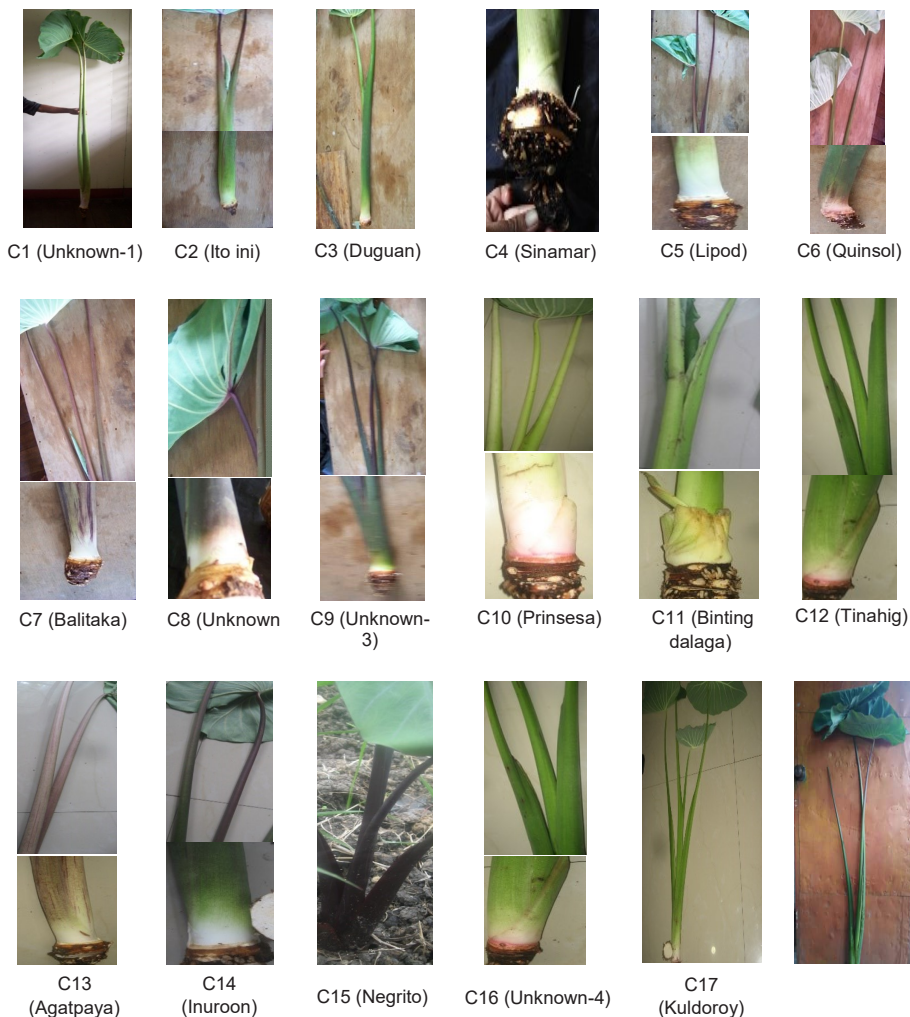 C1 (Unknown-1)
C2 (Ito ini)
C3 (Duguan)
C4 (Sinamar)
C5 (Lipod)
C6 (Quinsol)
C7 (Balitaka)
C8 (Unknown
C9 (Unknown-
3)
C10 (Prinsesa)
C11 (Binting
dalaga)
C12 (Tinahig)
C13
(Agatpaya)
C14
(Inuroon)
C15 (Negrito)
C16 (Unknown-4)
C17
(Kuldoroy)